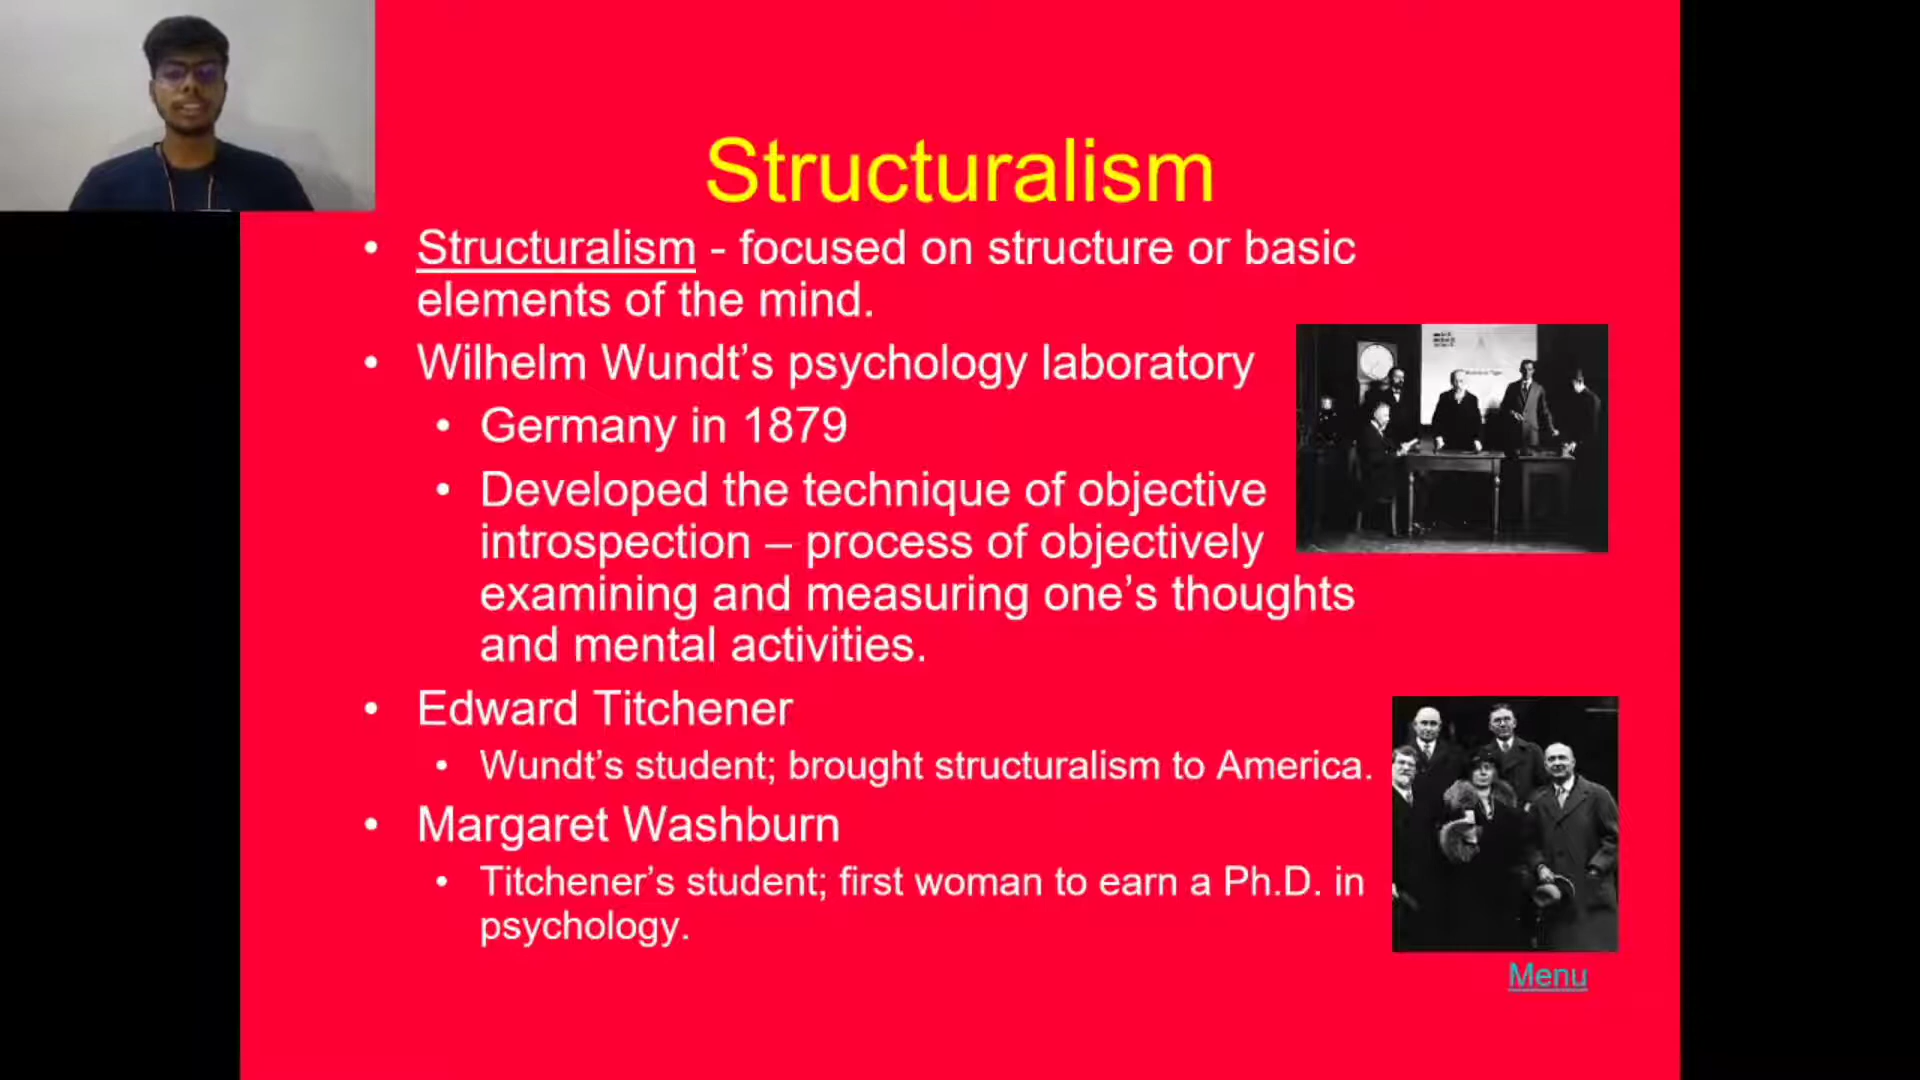 Structuralism
• Structuralism - focused on structure or basic
elements of the mind.
• Wilhelm Wundt’s psychology laboratory
• Germany in 1879
• Developed the technique of objective
introspection – process of objectively
examining and measuring one’s thoughts
and mental activities.
• Edward Titchener
• Wundt’s student; brought structuralism to America.
• Margaret Washburn
• Titchener’s student; first woman to earn a Ph.D. in
psychology.
Menu